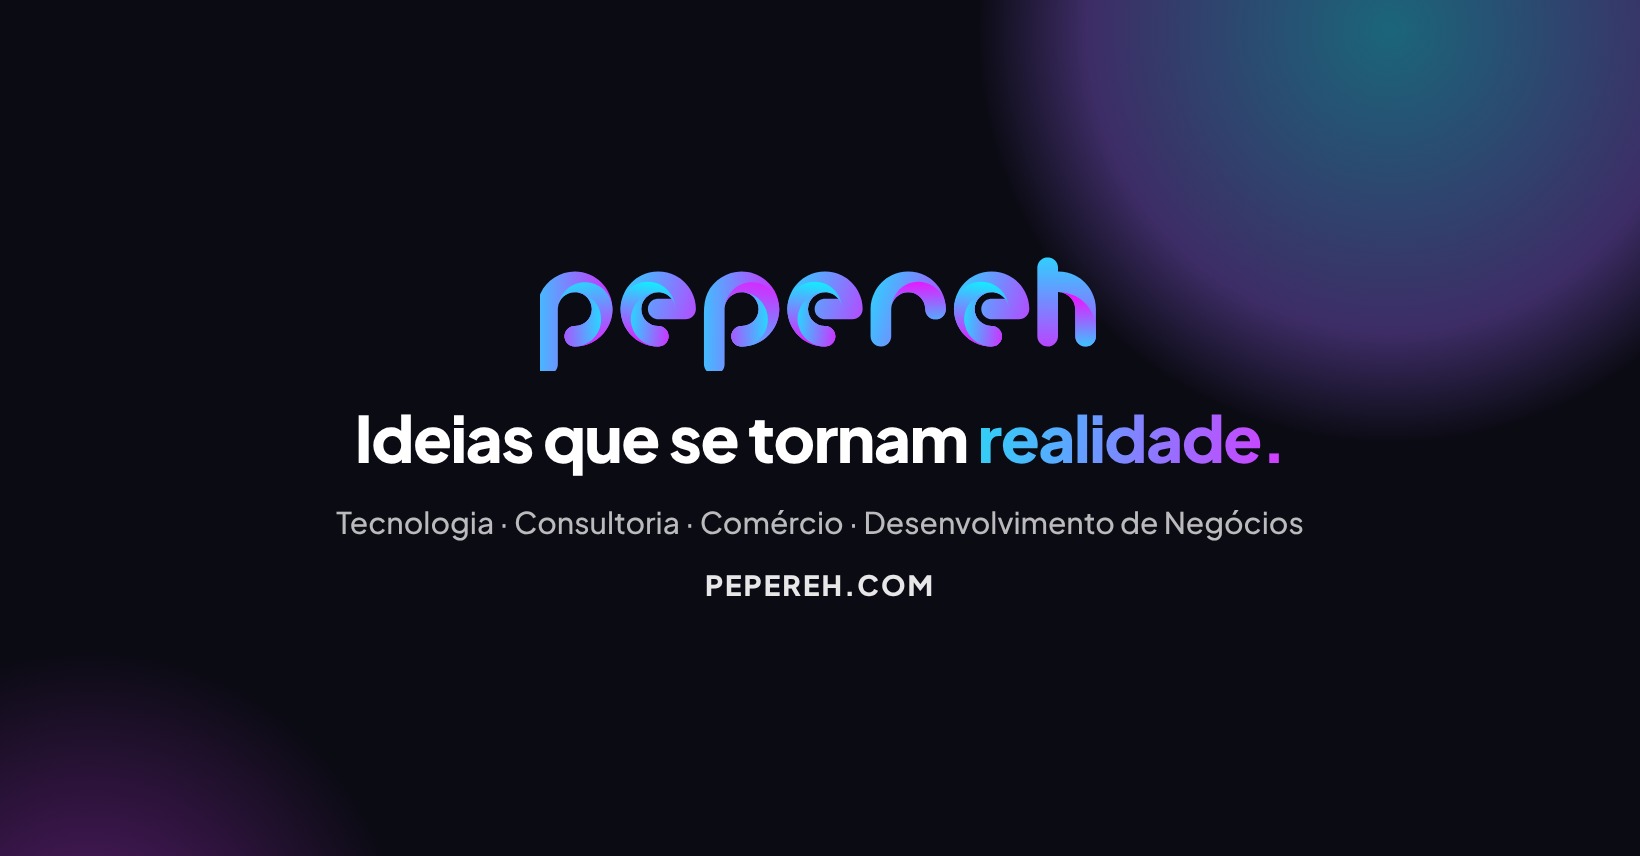 pepereh
Ideias que se tornam realidade.
Tecnologia · Consultoria · Comércio · Desenvolvimento de Negócios
PEPEREH.COM